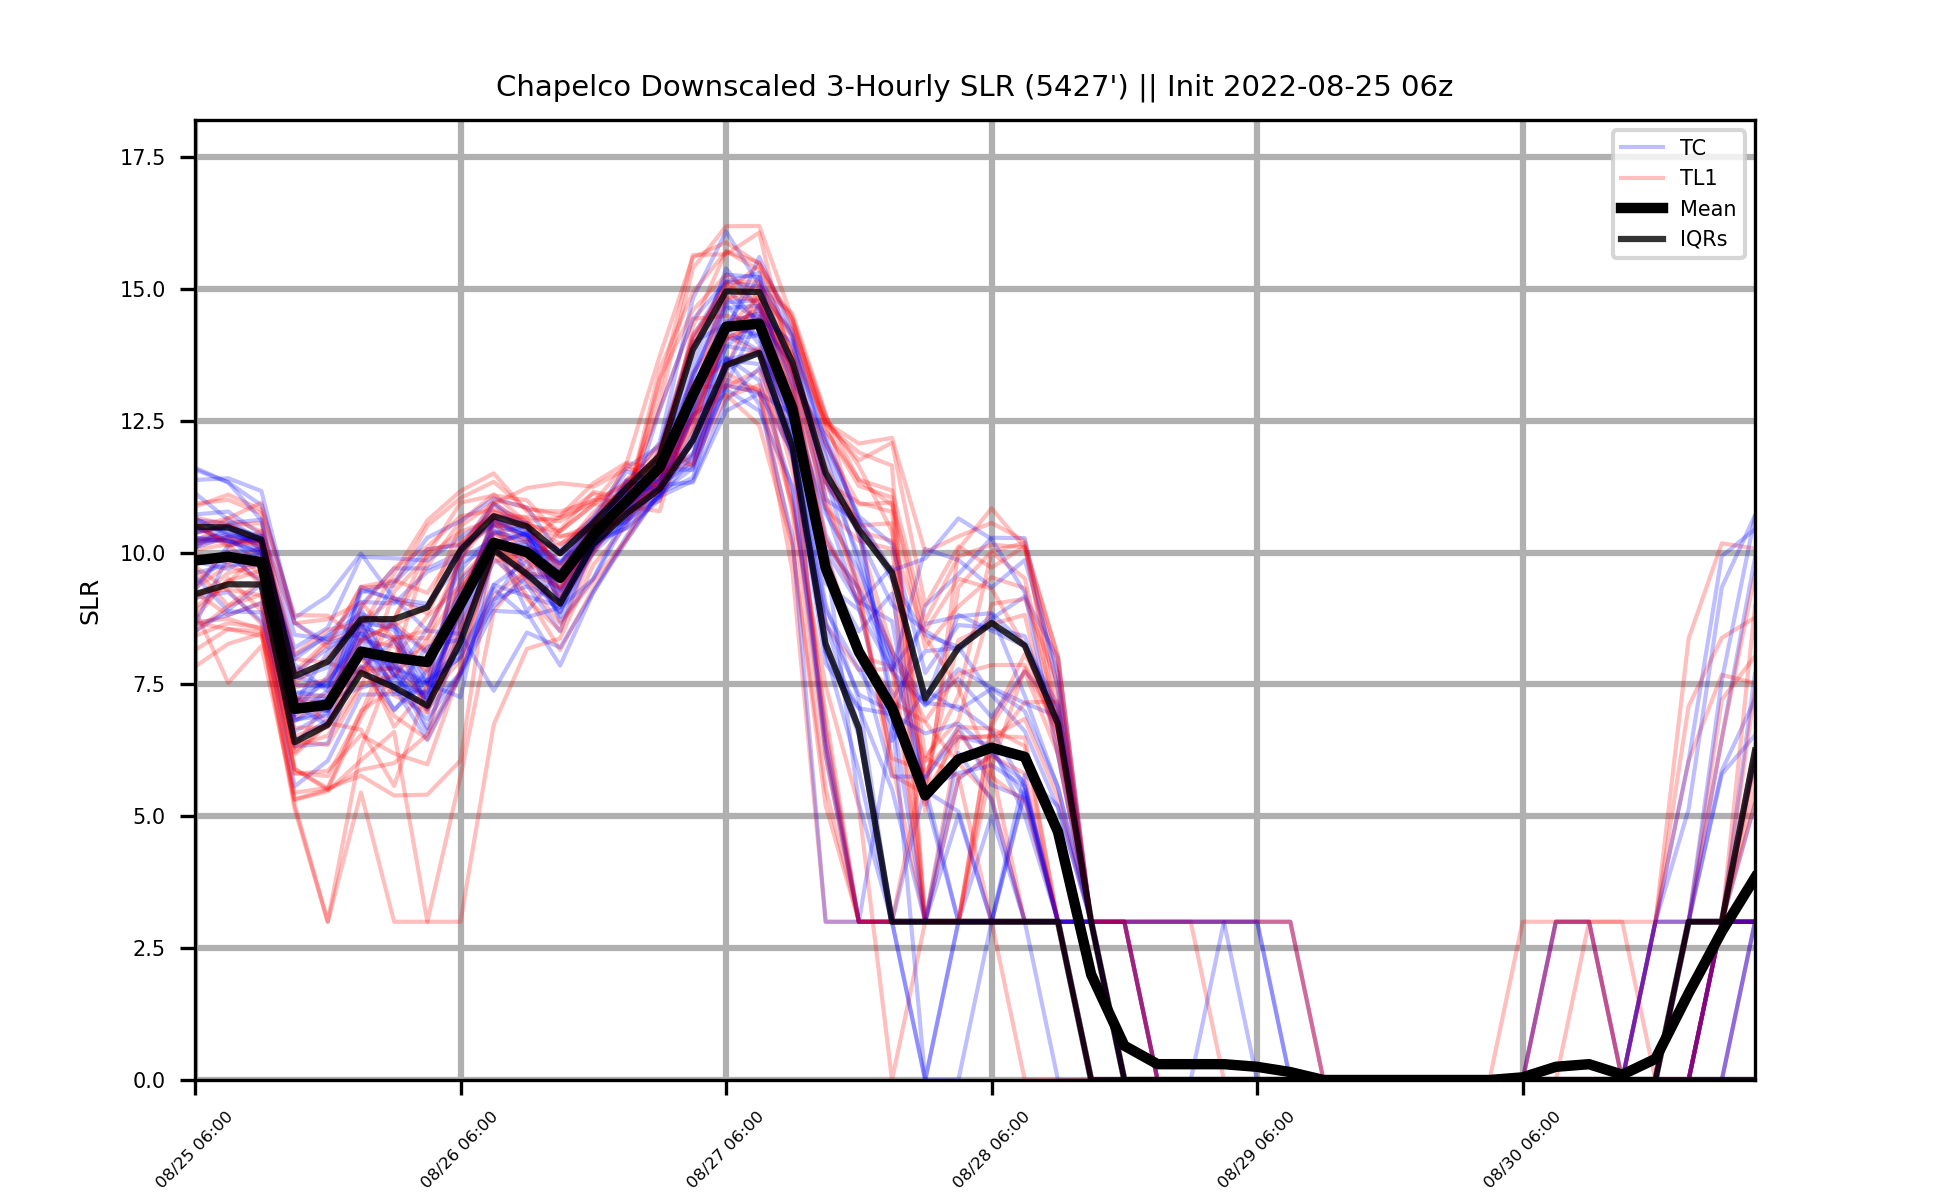 Chapelco Downscaled 3-Hourly SLR (5427') || Init 2022-08-25 06z
TC
TL1
Mean
IQRs
SLR
17.5
15.0
12.5
10.0
7.5
5.0
2.5
0.0
08/25 06:00
08/26 06:00
08/27 06:00
08/28 06:00
08/29 06:00
08/30 06:00